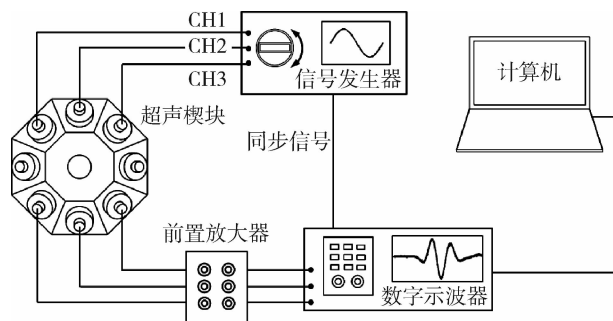 CH1
CH2
CH3
信号发生器
计算机
超声楔块
同步信号
前置放大器
数字示波器